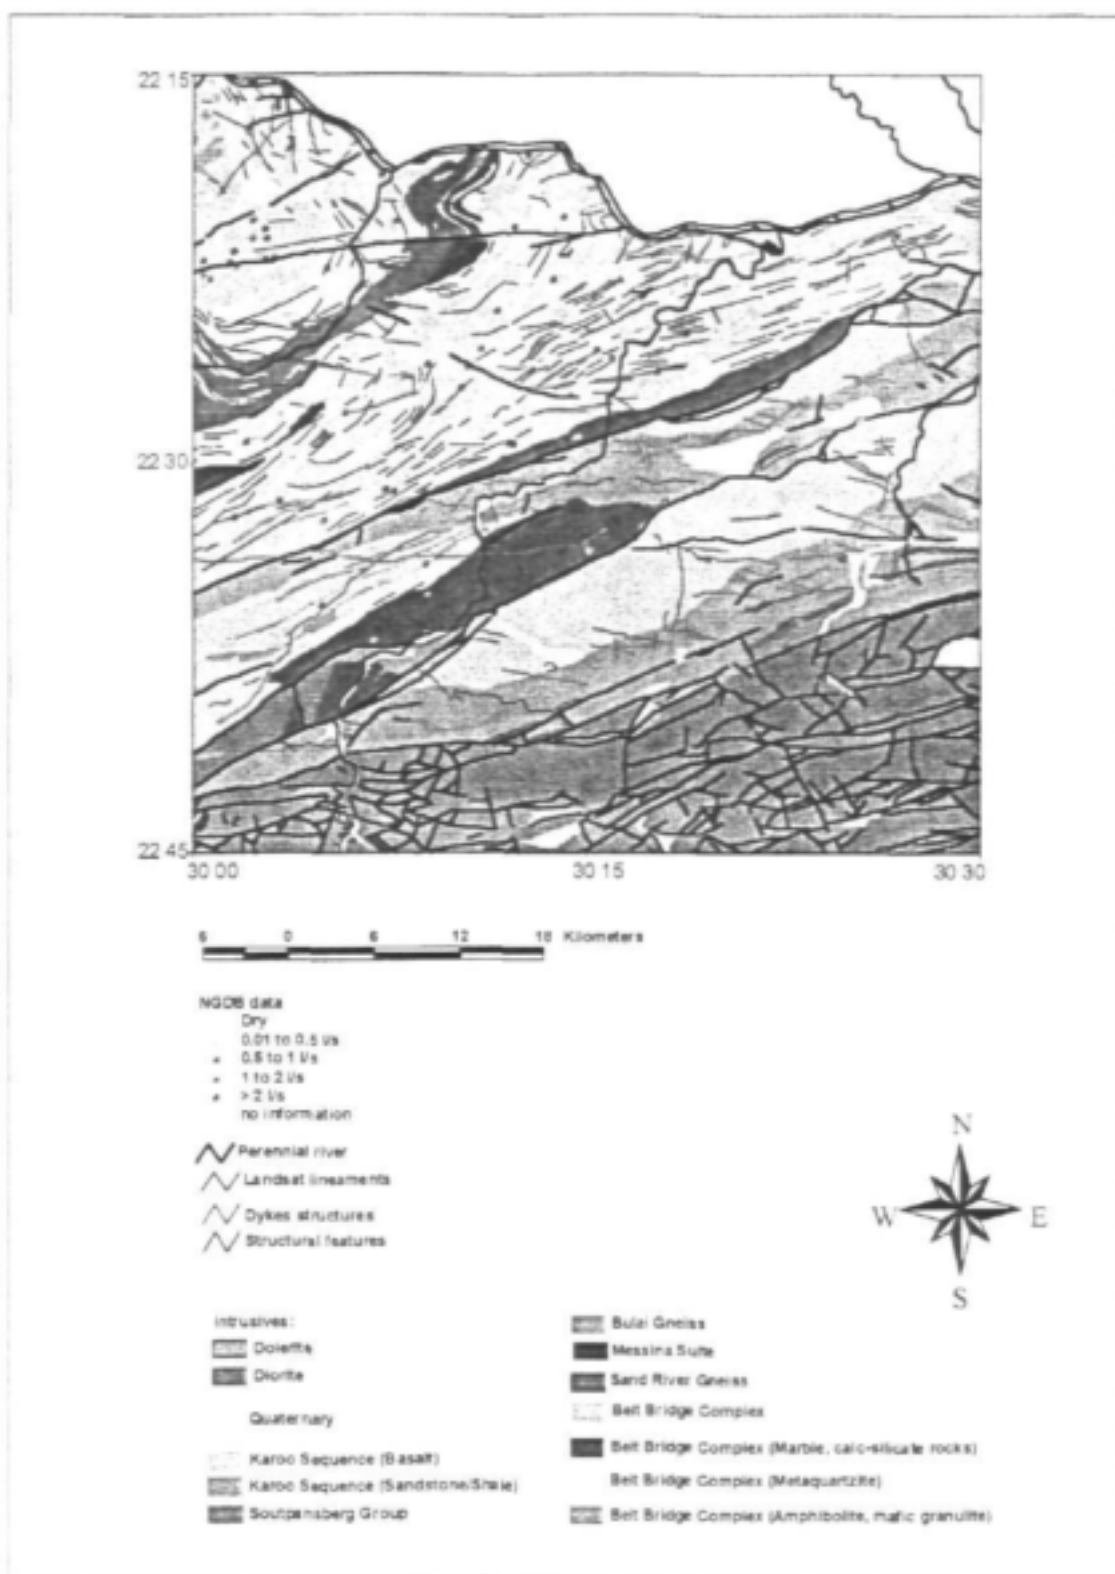 22 15
22 30
22 45
30 00
30 15
30 30
6 0 6 12 18 Kilometers
NGDB data
Dry
0.01 to 0.5 l/s
0.5 to 1 l/s
1 to 2 l/s
> 2 l/s
no information
Perennial river
Landsat lineaments
Dykes structures
Structural features
N
W
E
S
Intrusives:
Dolerite
Diorite
Quaternary
Karoo Sequence (Basalt)
Karoo Sequence (Sandstone/Shale)
Soutpansberg Group
Bulai Gneiss
Messina Suite
Sand River Gneiss
Beit Bridge Complex
Beit Bridge Complex (Marble, calc-silicate rocks)
Beit Bridge Complex (Metaquartzite)
Beit Bridge Complex (Amphibolite, mafic granulite)